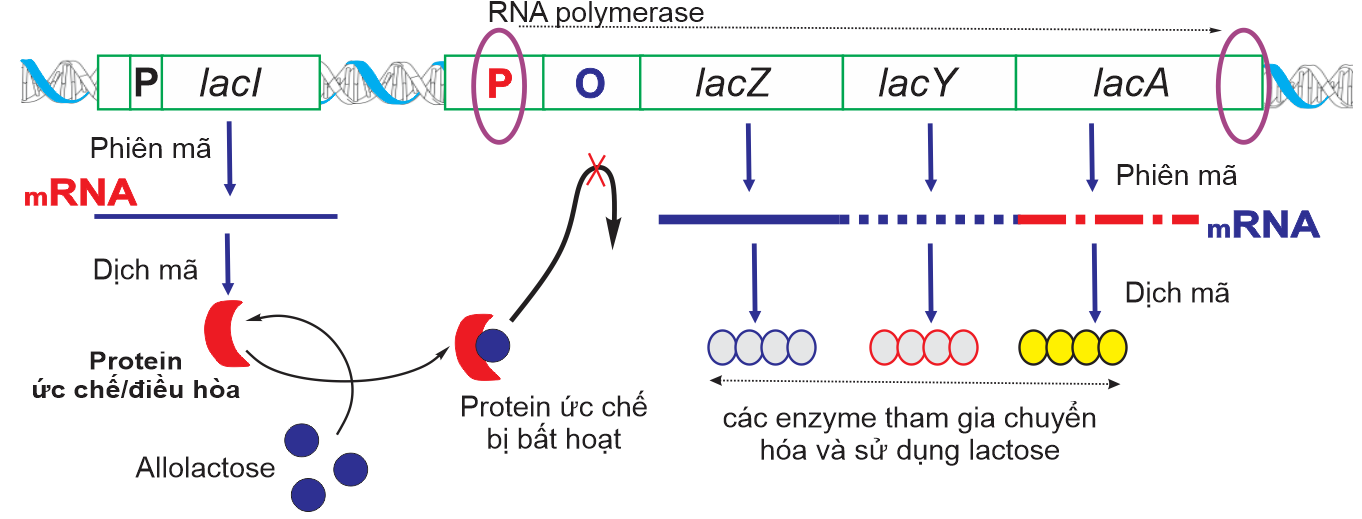 RNA polymerase
P lacI P O lacZ lacY lacA
Phiên mã
Phiên mã
mRNA
mRNA
Dịch mã
Dịch mã
Protein
ức chế/điều hòa
Protein ức chế
bị bất hoạt
các enzyme tham gia chuyển
hóa và sử dụng lactose
Allolactose